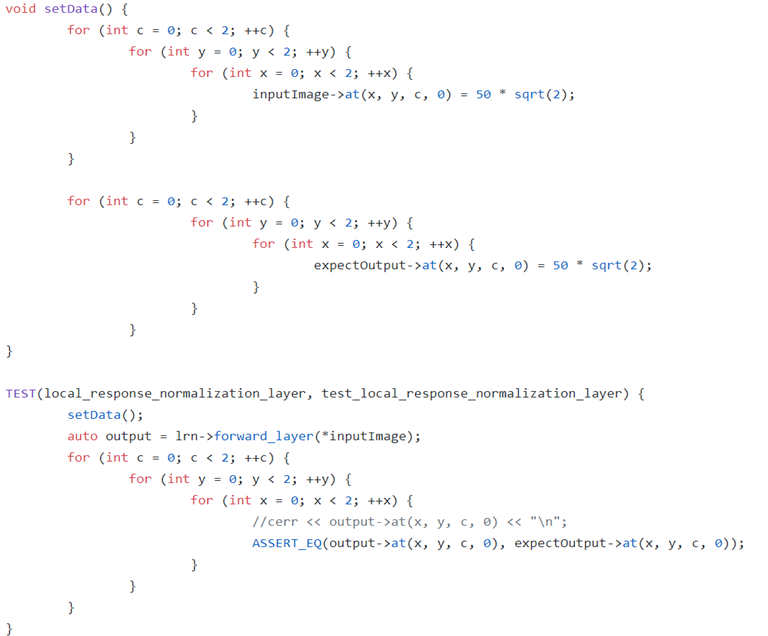 void setData() {
        for (int c = 0; c < 2; ++c) {
                for (int y = 0; y < 2; ++y) {
                        for (int x = 0; x < 2; ++x) {
                                inputImage->at(x, y, c, 0) = 50 * sqrt(2);
                        }
                }
        }

        for (int c = 0; c < 2; ++c) {
                        for (int y = 0; y < 2; ++y) {
                                for (int x = 0; x < 2; ++x) {
                                        expectOutput->at(x, y, c, 0) = 50 * sqrt(2);
                                }
                        }
                }
}

TEST(local_response_normalization_layer, test_local_response_normalization_layer) {
        setData();
        auto output = lrn->forward_layer(*inputImage);
        for (int c = 0; c < 2; ++c) {
                for (int y = 0; y < 2; ++y) {
                        for (int x = 0; x < 2; ++x) {
                                //cerr << output->at(x, y, c, 0) << "\n";
                                ASSERT_EQ(output->at(x, y, c, 0), expectOutput->at(x, y, c, 0));
                        }
                }
        }
}